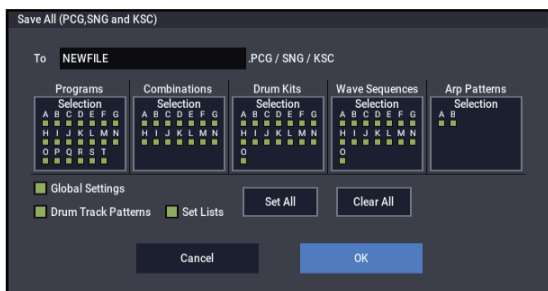 Save All (PCG,SNG and KSC)
To NEWFILE .PCG / SNG / KSC
Programs Combinations Drum Kits Wave Sequences Arp Patterns
Selection Selection Selection Selection Selection
A B C D E F G A B C D E F G A B C D E F G A B C D E F G A B
H I J K L M N H I J K L M N H I J K L M N H I J K L M N
O P Q R S T O O
Global Settings
Drum Track Patterns Set Lists Set All Clear All
Cancel OK